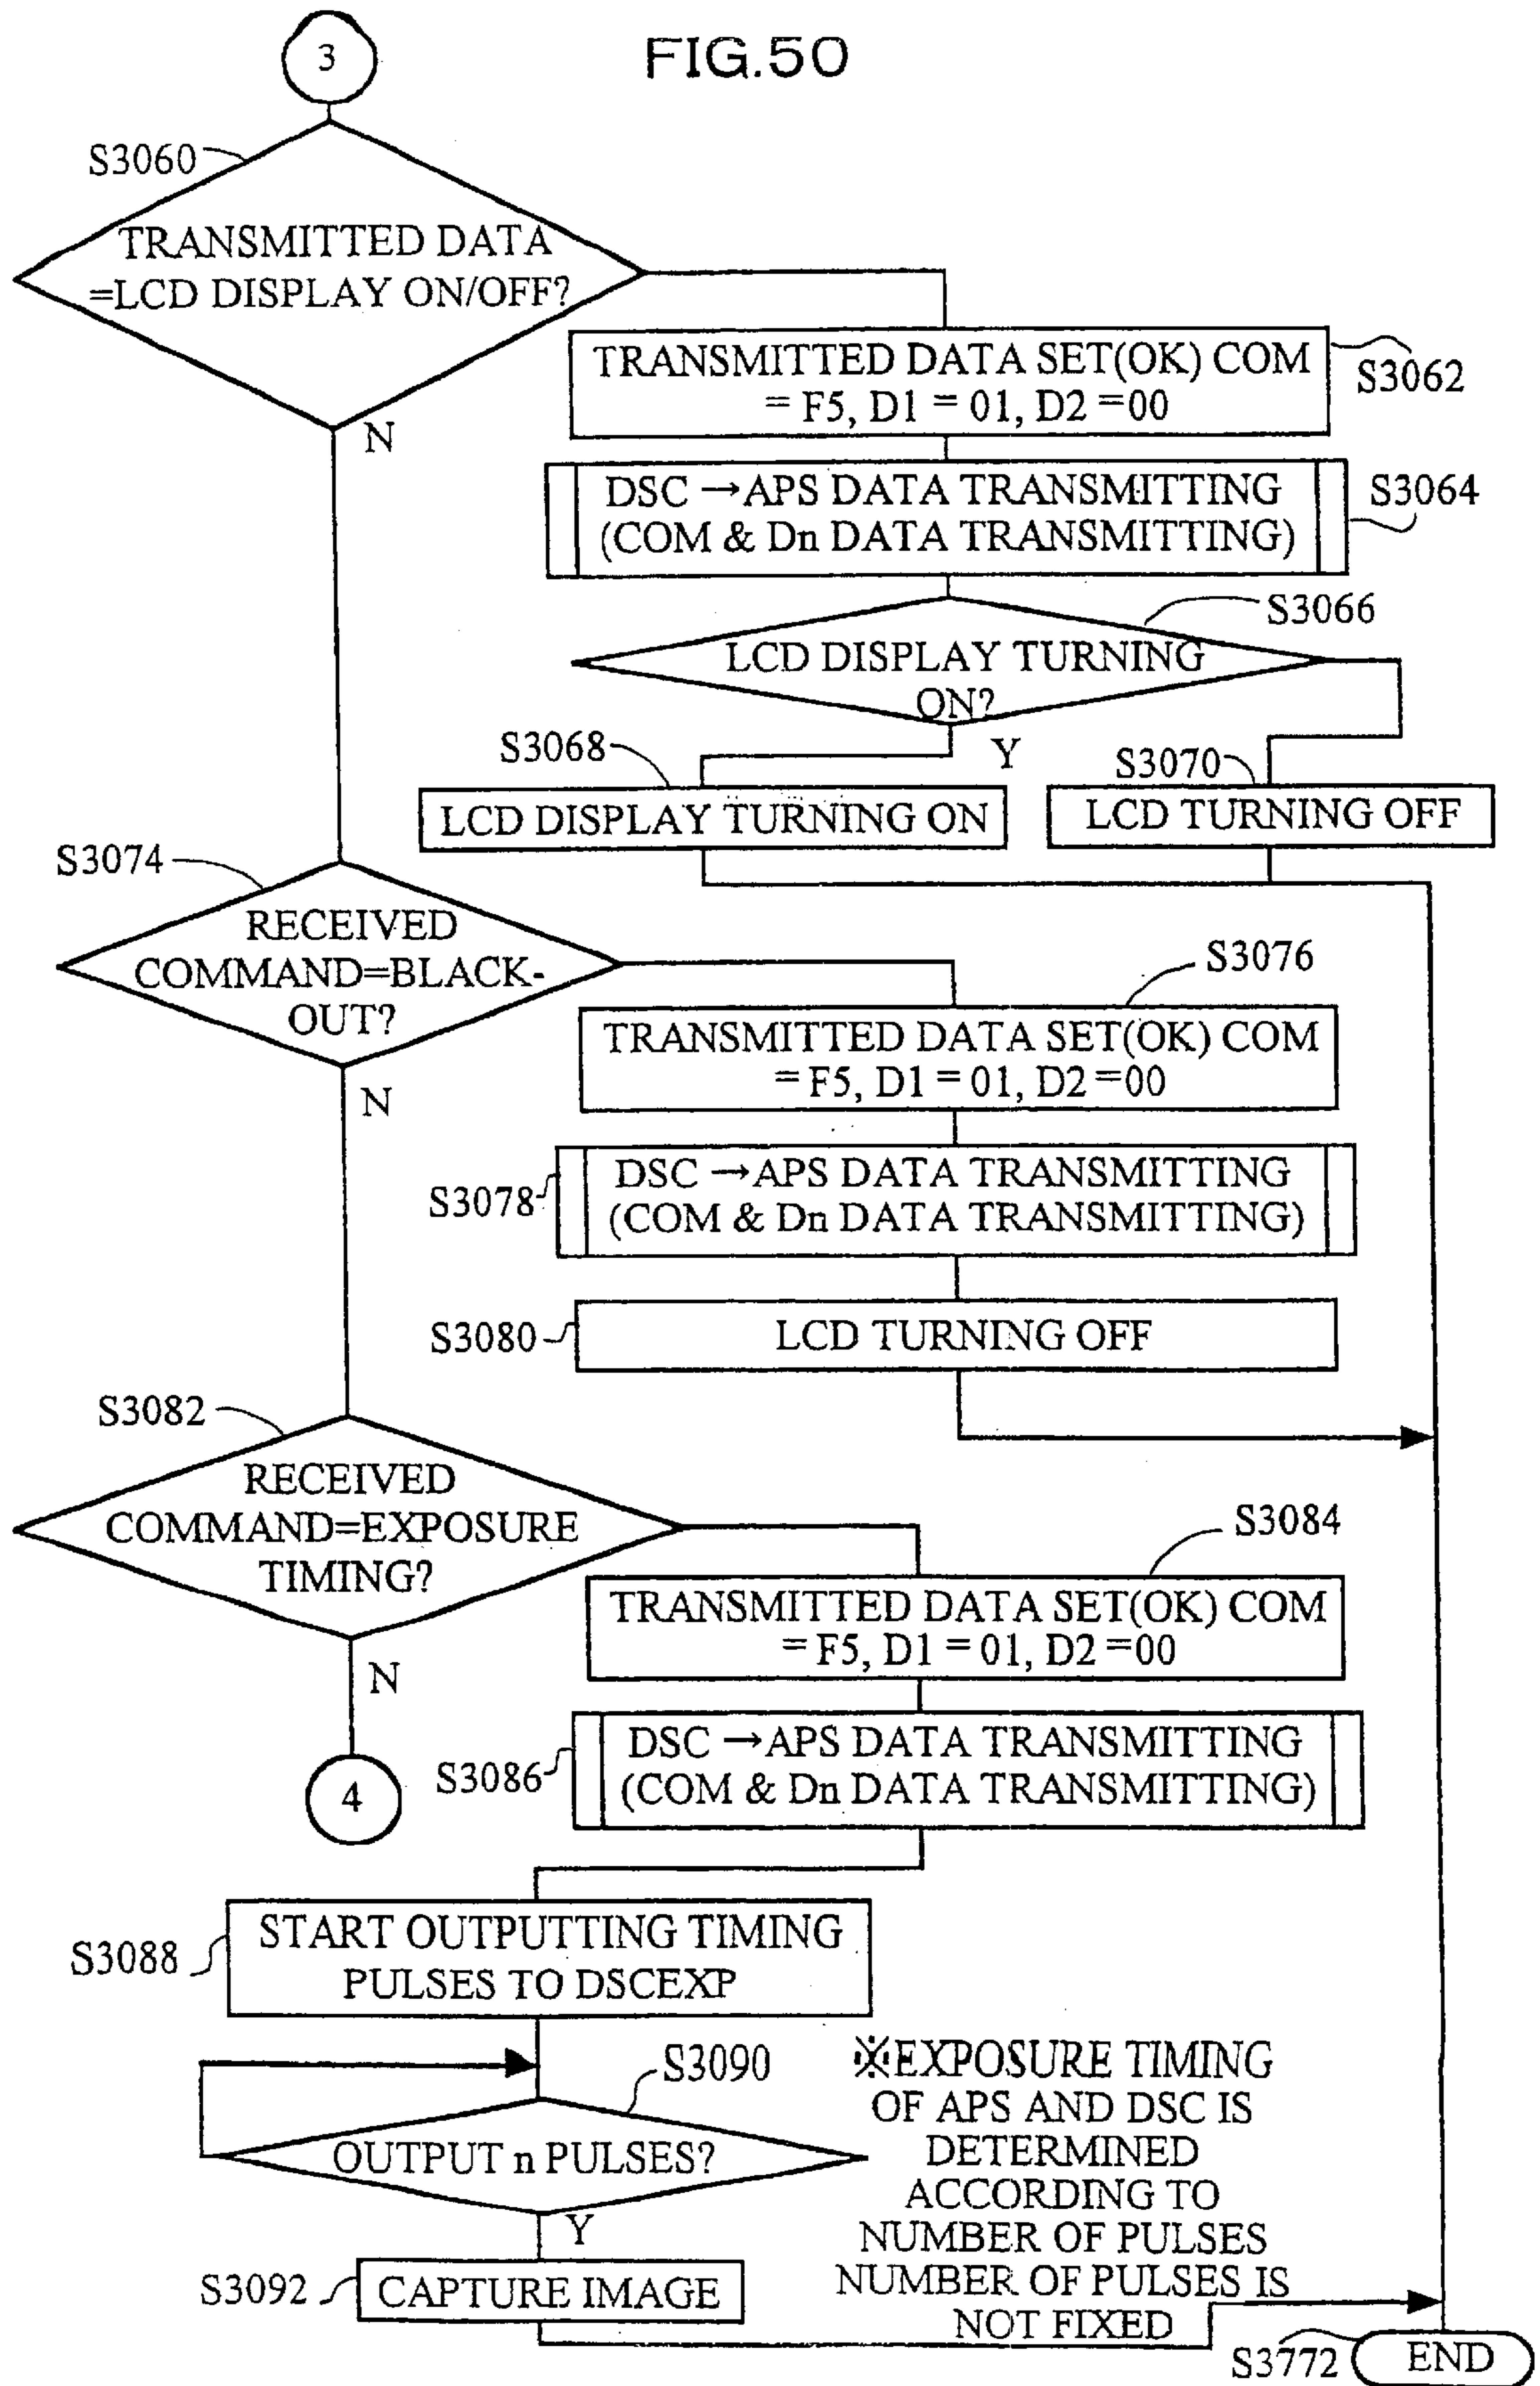 FIG.50
3
S3060
TRANSMITTED DATA
=LCD DISPLAY ON/OFF?
N
TRANSMITTED DATA SET(OK) COM
= F5, D1 = 01, D2 =00
S3062
DSC →APS DATA TRANSMITTING
(COM & Dn DATA TRANSMITTING)
S3064
S3066
LCD DISPLAY TURNING
ON?
Y
S3068
LCD DISPLAY TURNING ON
S3070
LCD TURNING OFF
S3074
RECEIVED
COMMAND=BLACK-
OUT?
N
S3076
TRANSMITTED DATA SET(OK) COM
= F5, D1 = 01, D2 =00
S3078
DSC →APS DATA TRANSMITTING
(COM & Dn DATA TRANSMITTING)
S3080
LCD TURNING OFF
S3082
RECEIVED
COMMAND=EXPOSURE
TIMING?
N
4
S3084
TRANSMITTED DATA SET(OK) COM
= F5, D1 = 01, D2 =00
S3086
DSC →APS DATA TRANSMITTING
(COM & Dn DATA TRANSMITTING)
S3088
START OUTPUTTING TIMING
PULSES TO DSCEXP
S3090
OUTPUT n PULSES?
Y
S3092
CAPTURE IMAGE
※EXPOSURE TIMING
OF APS AND DSC IS
DETERMINED
ACCORDING TO
NUMBER OF PULSES
NUMBER OF PULSES IS
NOT FIXED
S3772
END